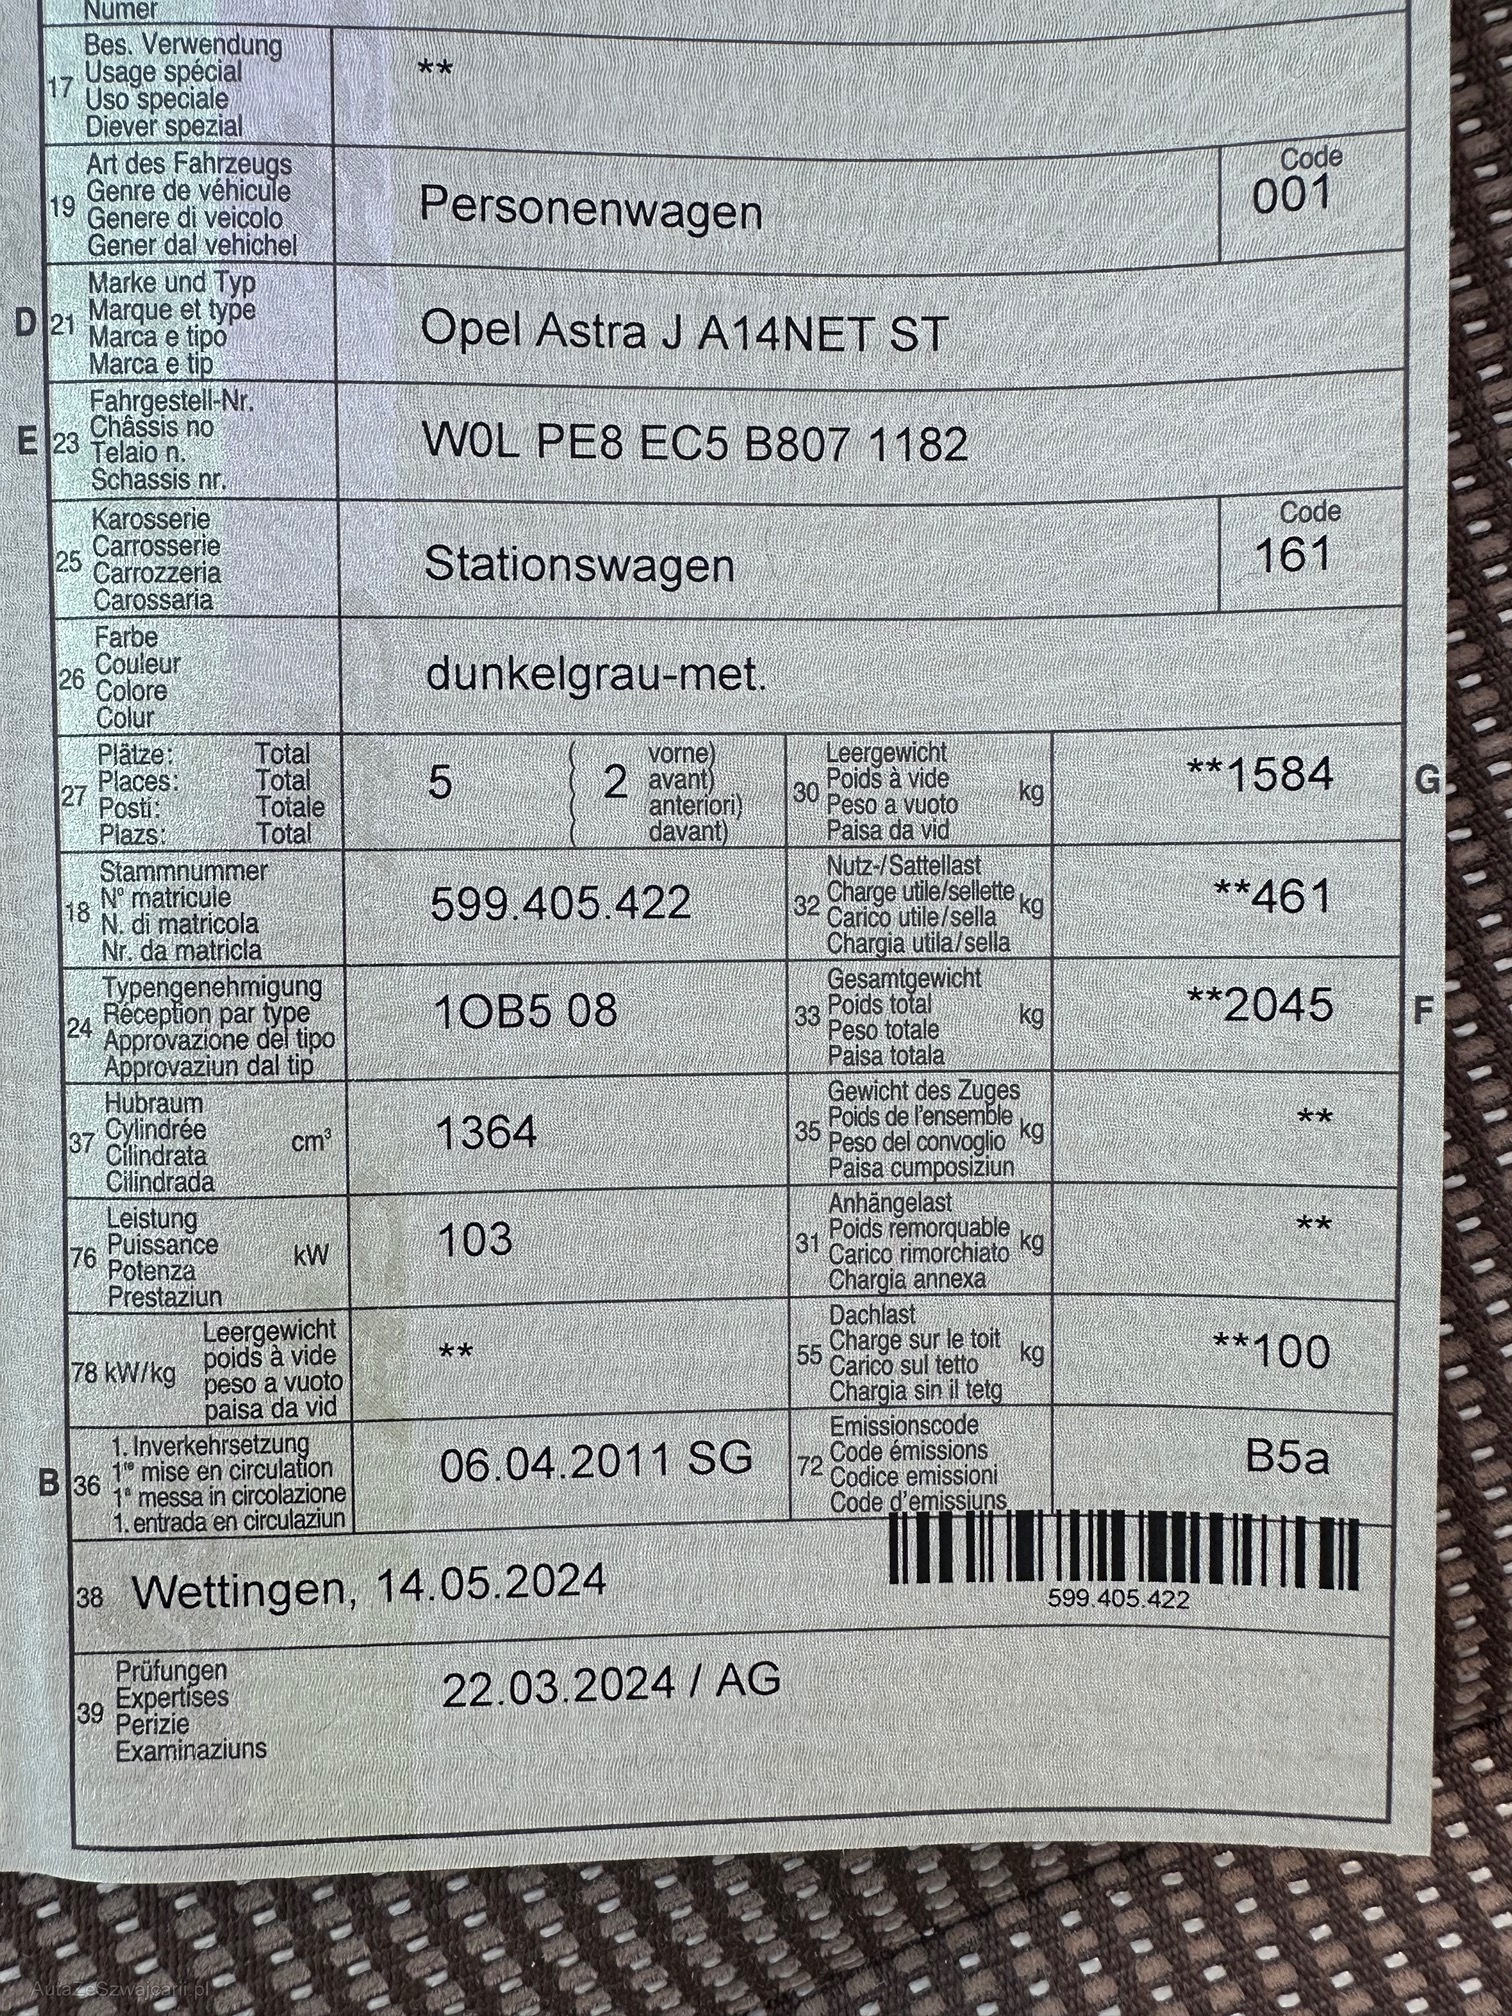 Numer
17 Bes. Verwendung
Usage spécial
Uso speciale
Diever spezial
**
19 Art des Fahrzeugs
Genre de véhicule
Genere di veicolo
Gener dal vehichel
Personenwagen
Code
001
D 21 Marke und Typ
Marque et type
Marca e tipo
Marca e tip
Opel Astra J A14NET ST
E 23 Fahrgestell-Nr.
Châssis no
Telaio n.
Schassis nr.
W0L PE8 EC5 B807 1182
25 Karosserie
Carrosserie
Carrozzeria
Carossaria
Stationswagen
Code
161
26 Farbe
Couleur
Colore
Colur
dunkelgrau-met.
27 Plätze: Total
Places: Total
Posti: Totale
Plazs: Total
5 ( 2 vorne)
( avant)
( anteriori)
( davant)
30 Leergewicht
Poids à vide kg
Peso a vuoto
Paisa da vid
**1584 G
18 Stammnummer
N° matricule
N. di matricola
Nr. da matricla
599.405.422
32 Nutz-/Sattellast
Charge utile/sellette kg
Carico utile/sella
Chargia utila/sella
**461
24 Typengenehmigung
Réception par type
Approvazione del tipo
Approvaziun dal tip
1OB5 08
33 Gesamtgewicht
Poids total kg
Peso totale
Paisa totala
**2045 F
37 Hubraum
Cylindrée cm³
Cilindrata
Cilindrada
1364
35 Gewicht des Zuges
Poids de l'ensemble kg
Peso del convoglio
Paisa cumposiziun
**
76 Leistung
Puissance kW
Potenza
Prestaziun
103
31 Anhängelast
Poids remorquable kg
Carico rimorchiato
Chargia annexa
**
78 kW/kg Leergewicht
poids à vide
peso a vuoto
paisa da vid
**
55 Dachlast
Charge sur le toit kg
Carico sul tetto
Chargia sin il tetg
**100
B 36 1. Inverkehrsetzung
1re mise en circulation
1a messa in circolazione
1. entrada en circulaziun
06.04.2011 SG
72 Emissionscode
Code émissions
Codice emissioni
Code d'emissiuns
B5a
38 Wettingen, 14.05.2024
599.405.422
39 Prüfungen
Expertises
Perizie
Examinaziuns
22.03.2024 / AG
AutaZeSzwajcarii.pl